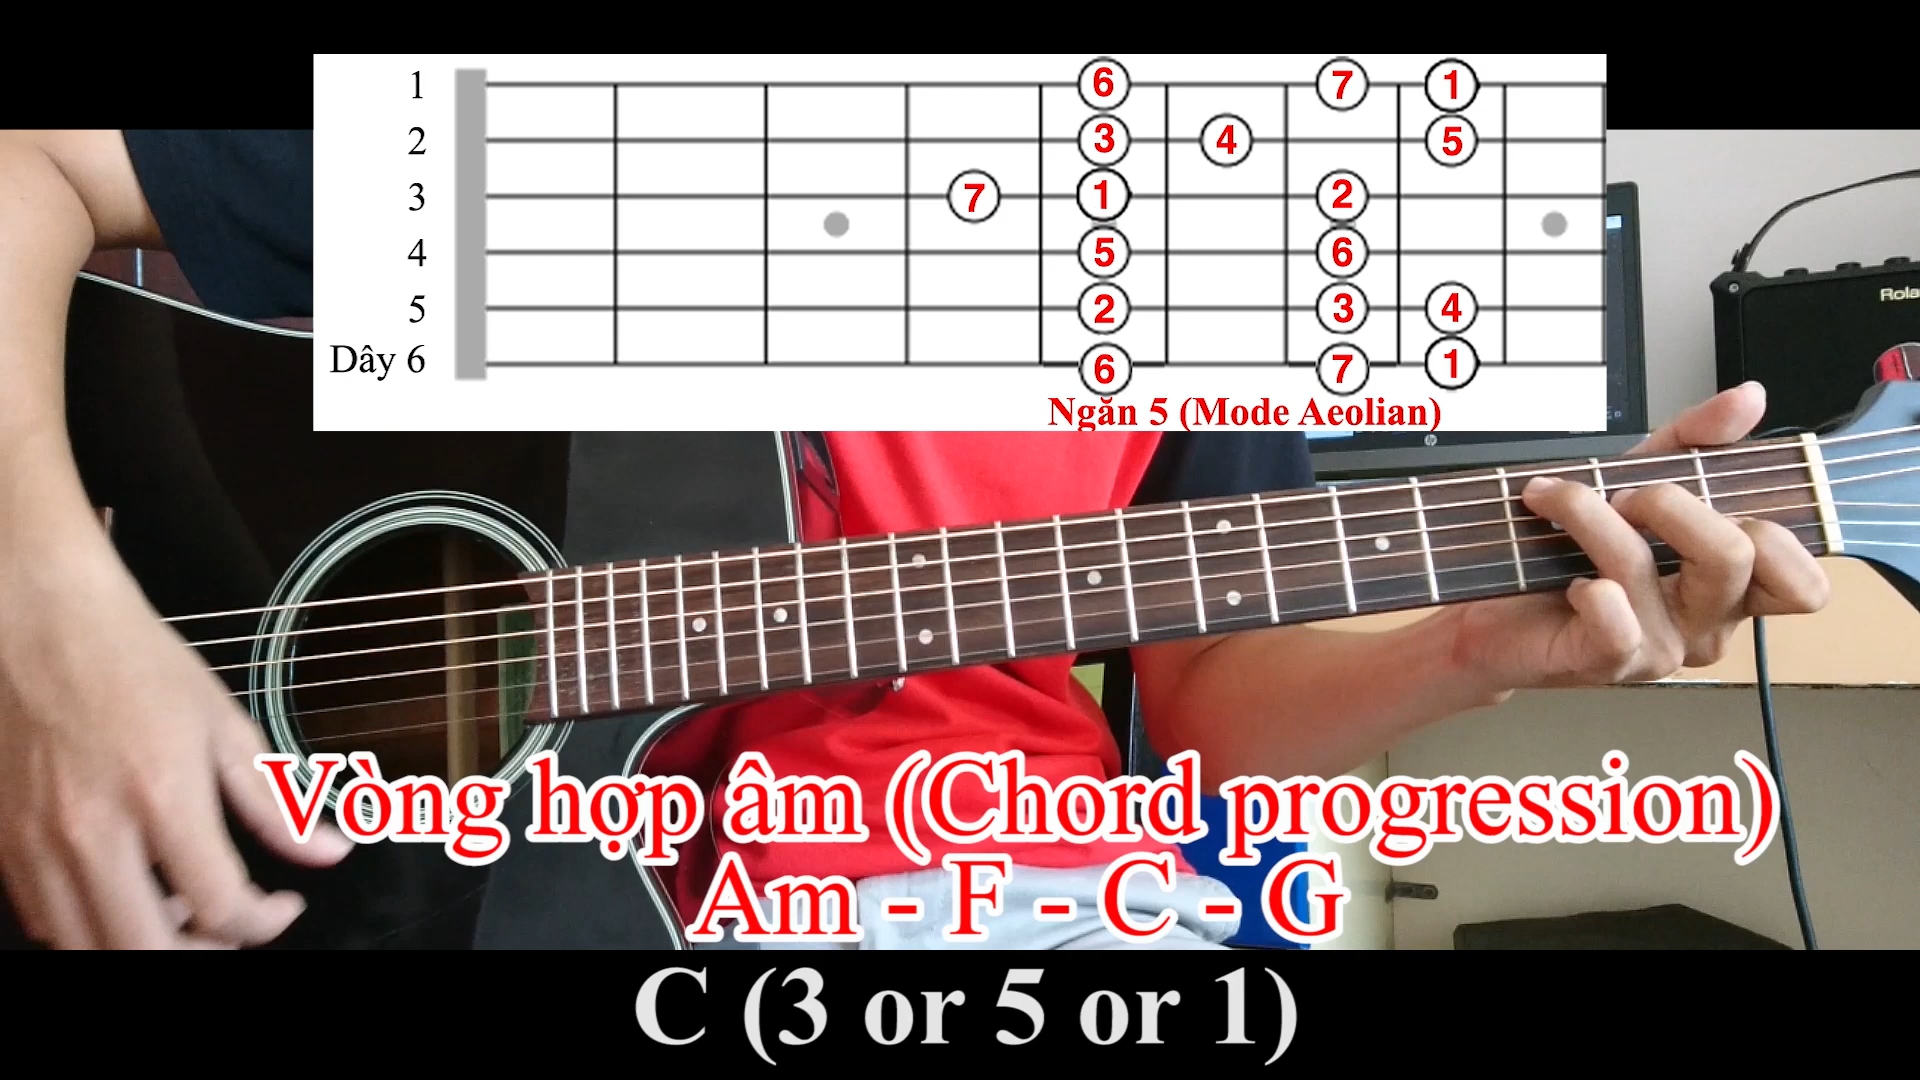 1 6 7 1
2 3 4 5
3 7 1 2
4 5 6
5 2 3 4
Dây 6 6 7 1
Ngăn 5 (Mode Aeolian)
Vòng hợp âm (Chord progression)
Am - F - C - G
C (3 or 5 or 1)